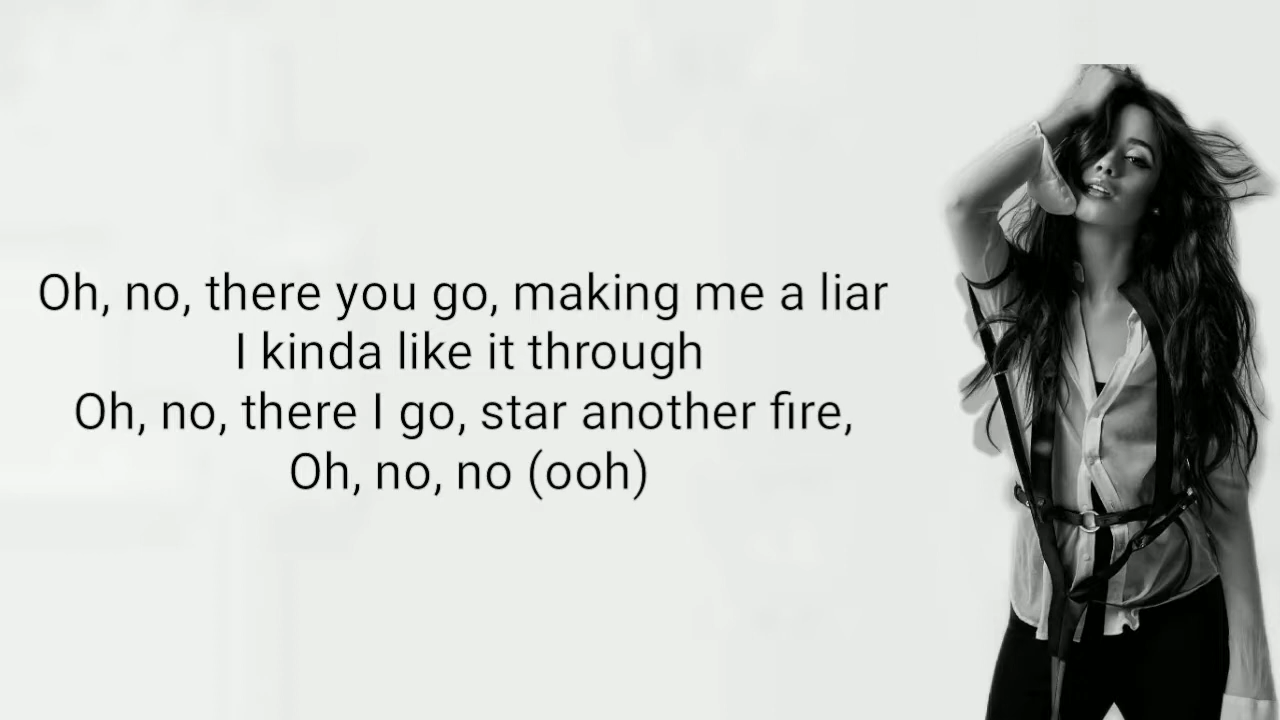 Oh, no, there you go, making me a liar
I kinda like it through
Oh, no, there I go, star another fire,
Oh, no, no (ooh)